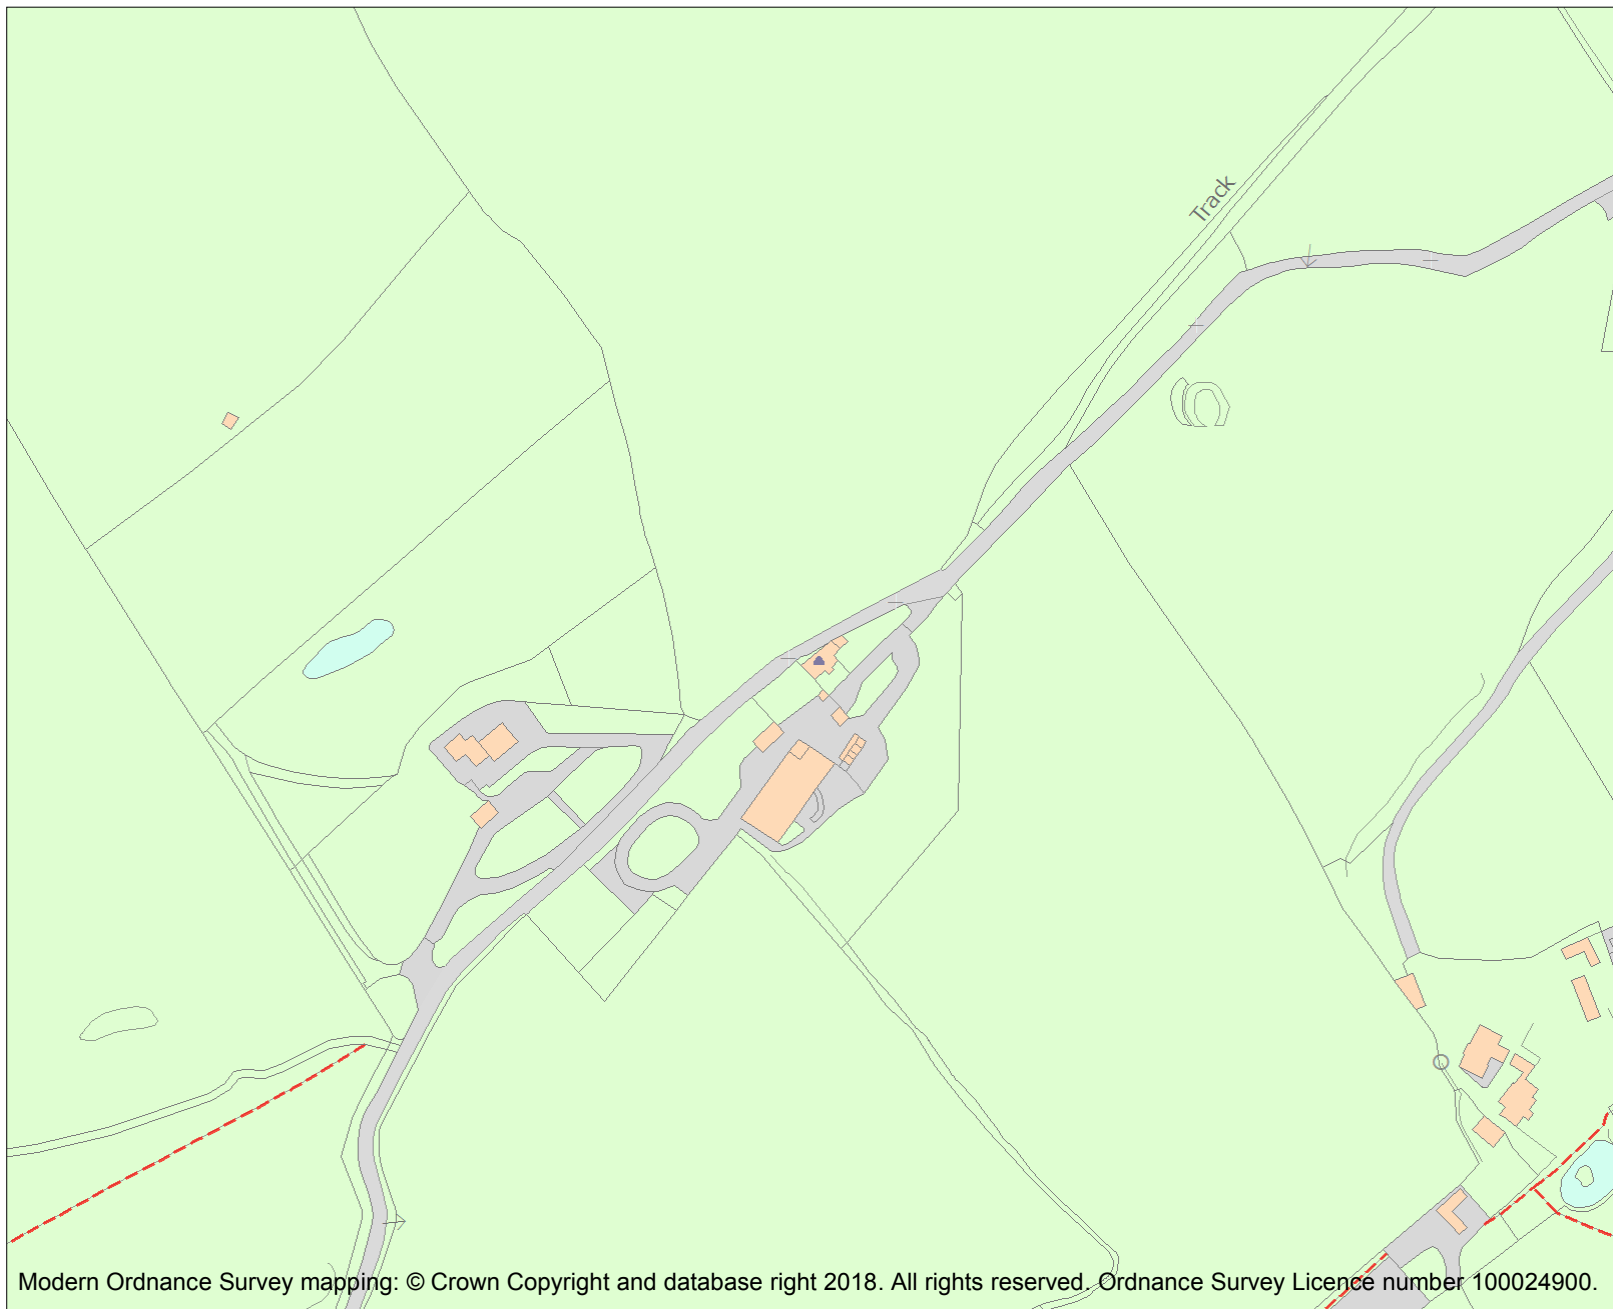 Track
Modern Ordnance Survey mapping: © Crown Copyright and database right 2018. All rights reserved. Ordnance Survey Licence number 100024900.